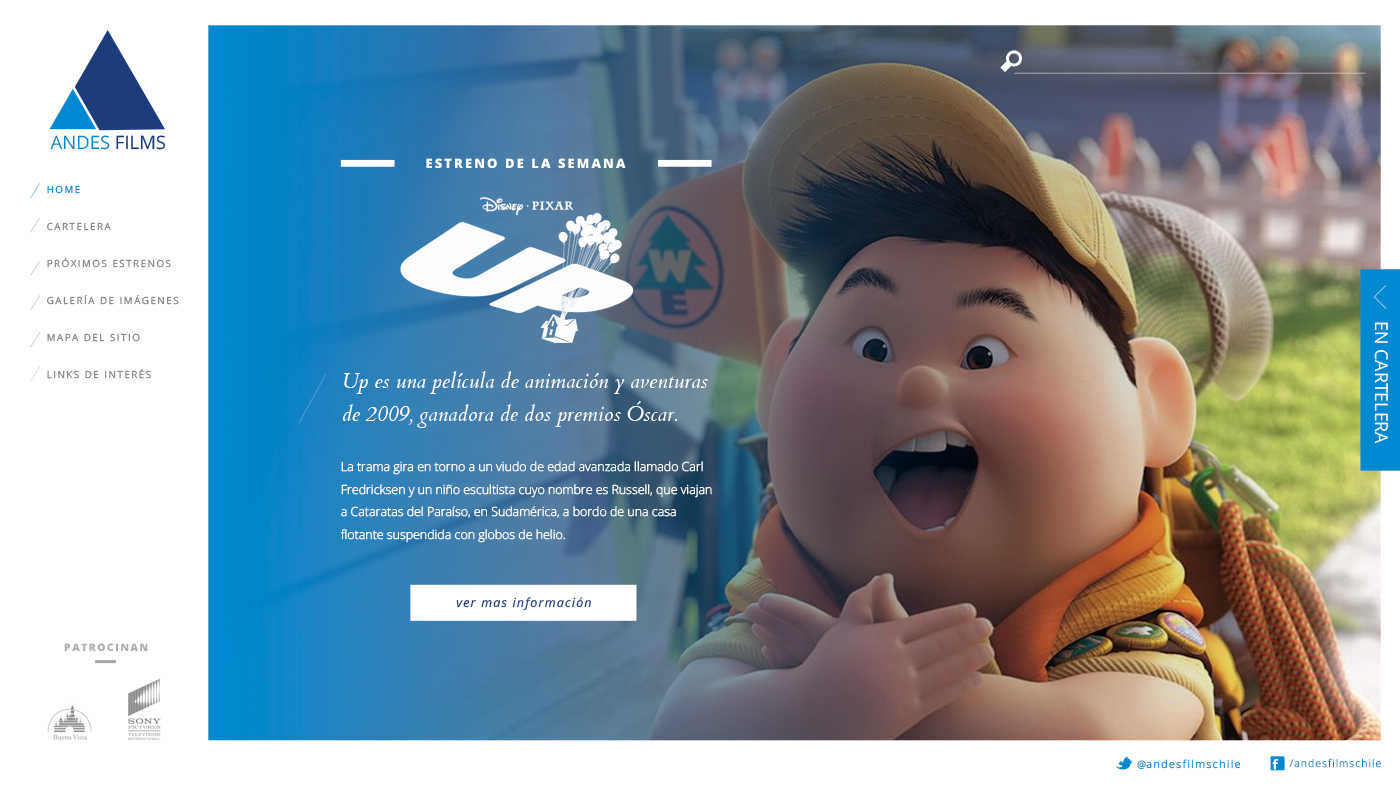 ANDES FILMS
HOME
CARTELERA
PRÓXIMOS ESTRENOS
GALERÍA DE IMÁGENES
MAPA DEL SITIO
LINKS DE INTERÉS
PATROCINAN
Buena Vista
SONY
PICTURES
TELEVISION
INTERNATIONAL
ESTRENO DE LA SEMANA
Disney · PIXAR
UP
Up es una película de animación y aventuras
de 2009, ganadora de dos premios Óscar.
La trama gira en torno a un viudo de edad avanzada llamado Carl
Fredricksen y un niño escultista cuyo nombre es Russell, que viajan
a Cataratas del Paraíso, en Sudamérica, a bordo de una casa
flotante suspendida con globos de helio.
ver mas información
W
E
EN CARTELERA
@andesfilmschile
/andesfilmschile